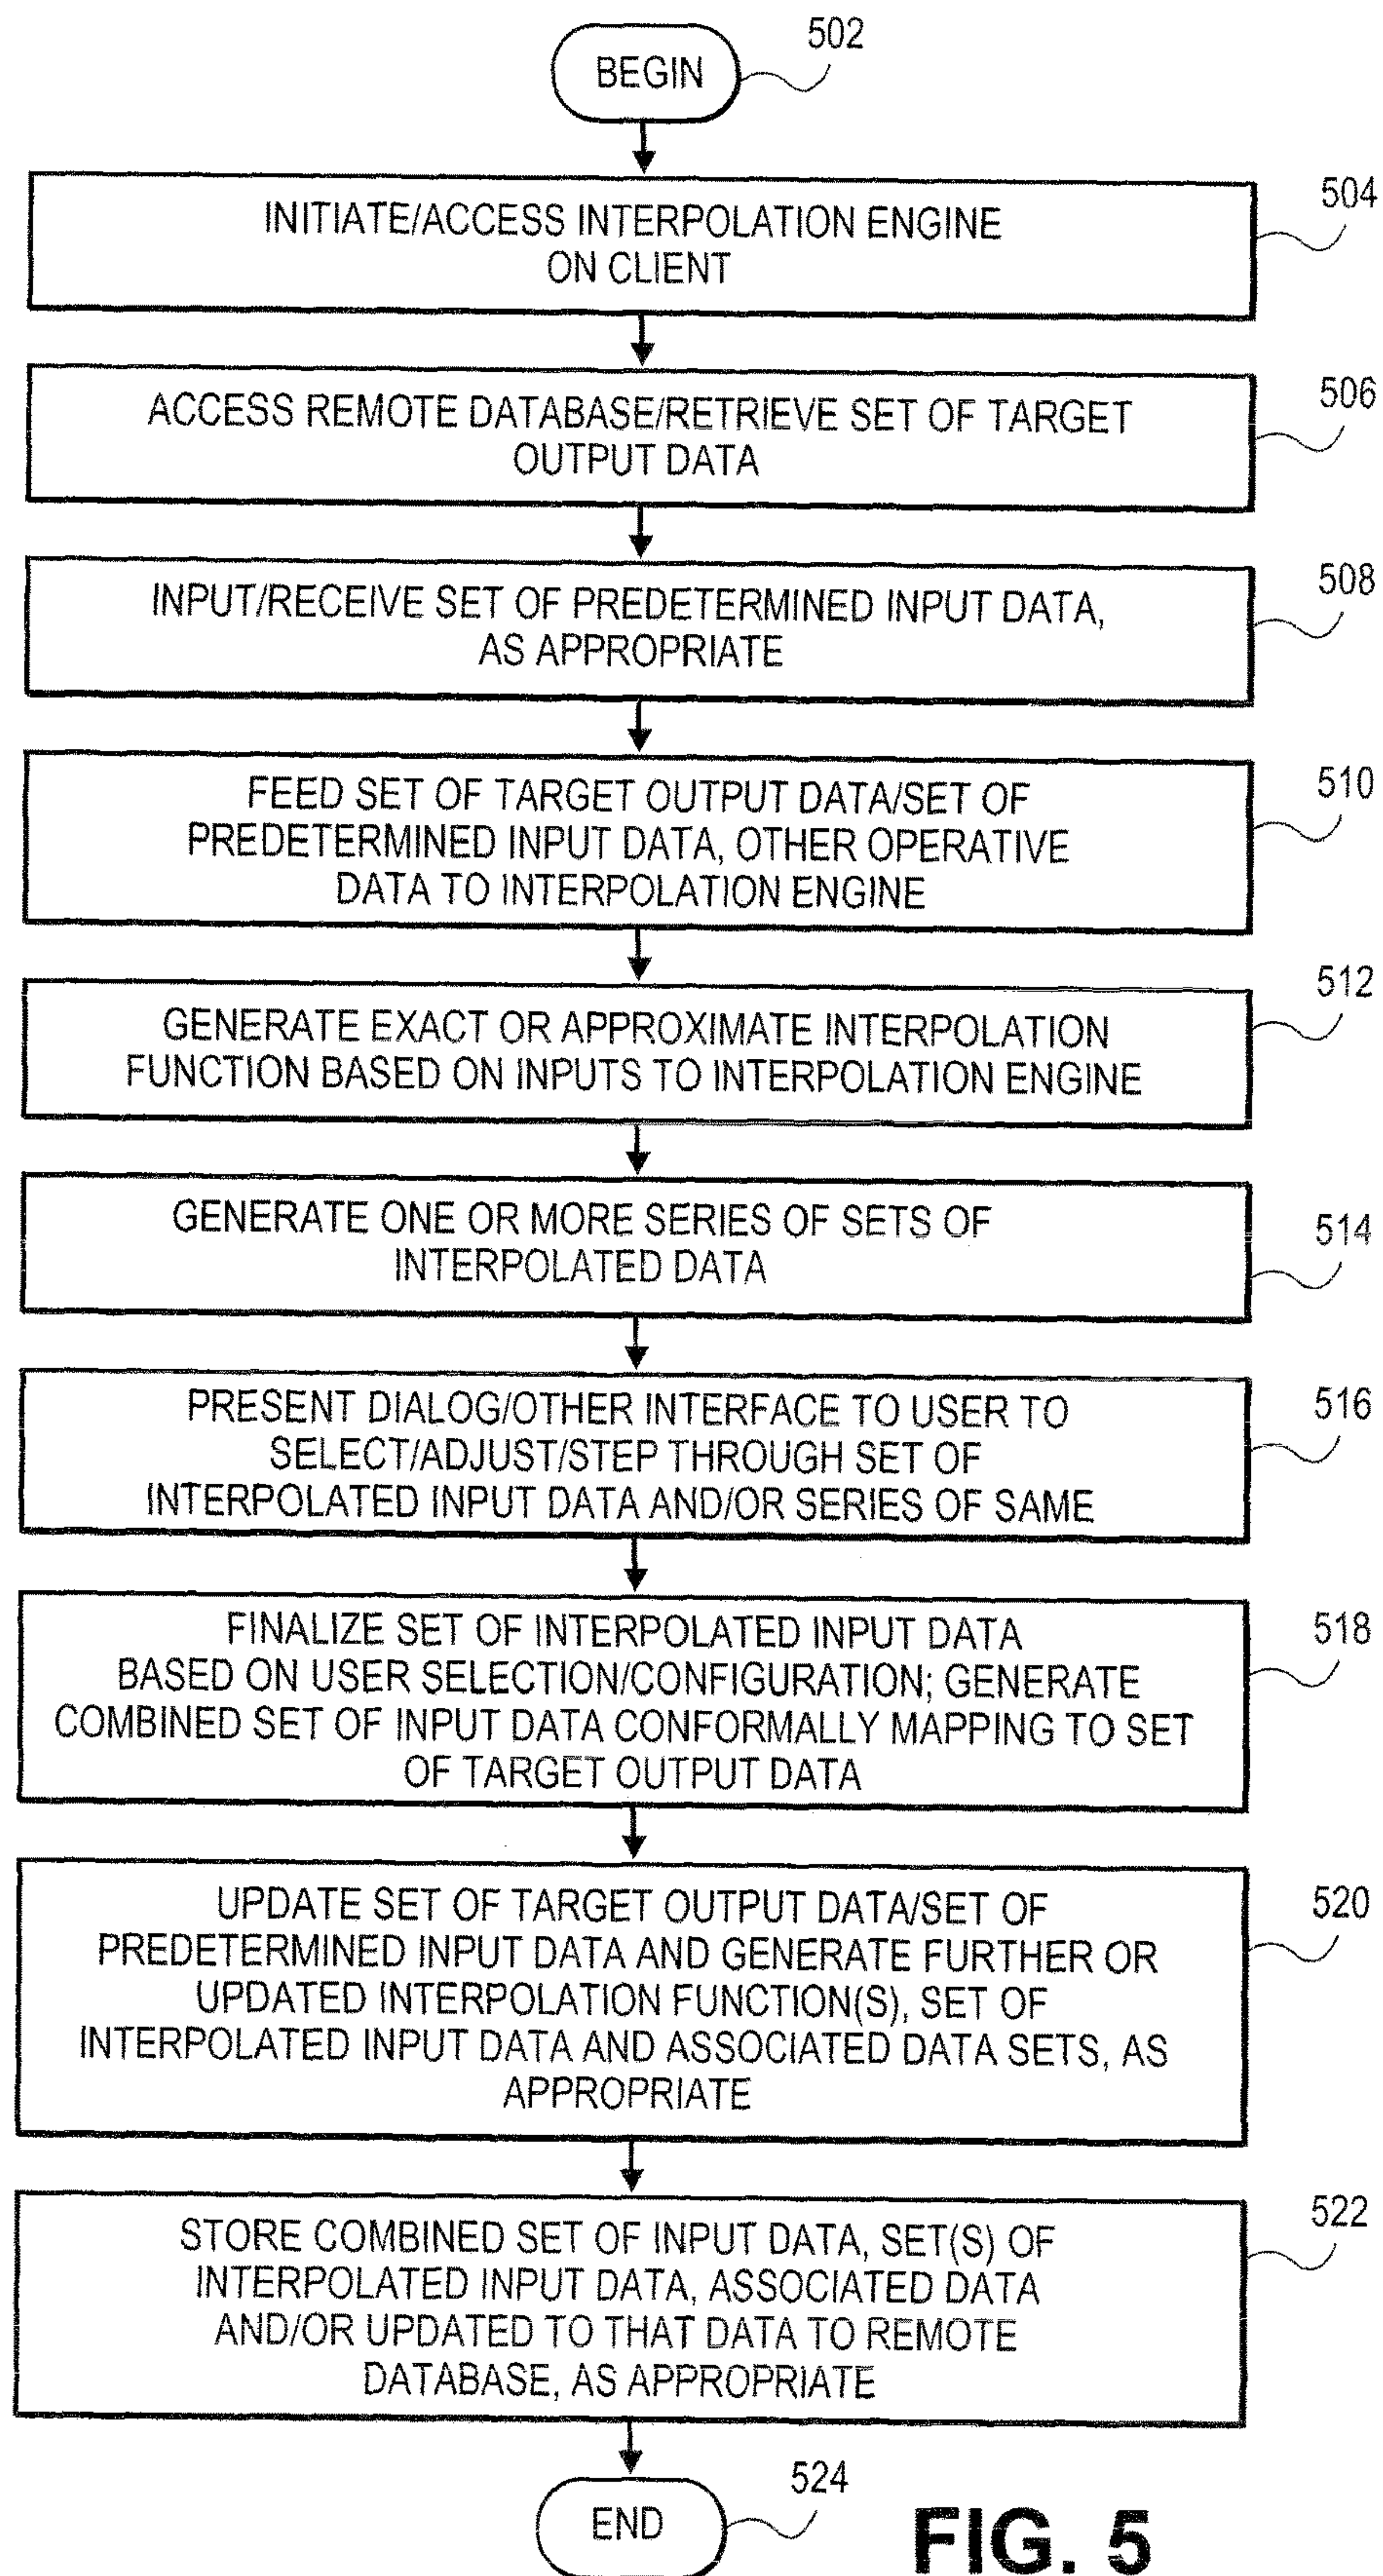 BEGIN
502
INITIATE/ACCESS INTERPOLATION ENGINE
ON CLIENT
504
ACCESS REMOTE DATABASE/RETRIEVE SET OF TARGET
OUTPUT DATA
506
INPUT/RECEIVE SET OF PREDETERMINED INPUT DATA,
AS APPROPRIATE
508
FEED SET OF TARGET OUTPUT DATA/SET OF
PREDETERMINED INPUT DATA, OTHER OPERATIVE
DATA TO INTERPOLATION ENGINE
510
GENERATE EXACT OR APPROXIMATE INTERPOLATION
FUNCTION BASED ON INPUTS TO INTERPOLATION ENGINE
512
GENERATE ONE OR MORE SERIES OF SETS OF
INTERPOLATED DATA
514
PRESENT DIALOG/OTHER INTERFACE TO USER TO
SELECT/ADJUST/STEP THROUGH SET OF
INTERPOLATED INPUT DATA AND/OR SERIES OF SAME
516
FINALIZE SET OF INTERPOLATED INPUT DATA
BASED ON USER SELECTION/CONFIGURATION; GENERATE
COMBINED SET OF INPUT DATA CONFORMALLY MAPPING TO SET
OF TARGET OUTPUT DATA
518
UPDATE SET OF TARGET OUTPUT DATA/SET OF
PREDETERMINED INPUT DATA AND GENERATE FURTHER OR
UPDATED INTERPOLATION FUNCTION(S), SET OF
INTERPOLATED INPUT DATA AND ASSOCIATED DATA SETS, AS
APPROPRIATE
520
STORE COMBINED SET OF INPUT DATA, SET(S) OF
INTERPOLATED INPUT DATA, ASSOCIATED DATA
AND/OR UPDATED TO THAT DATA TO REMOTE
DATABASE, AS APPROPRIATE
522
END
524
FIG. 5